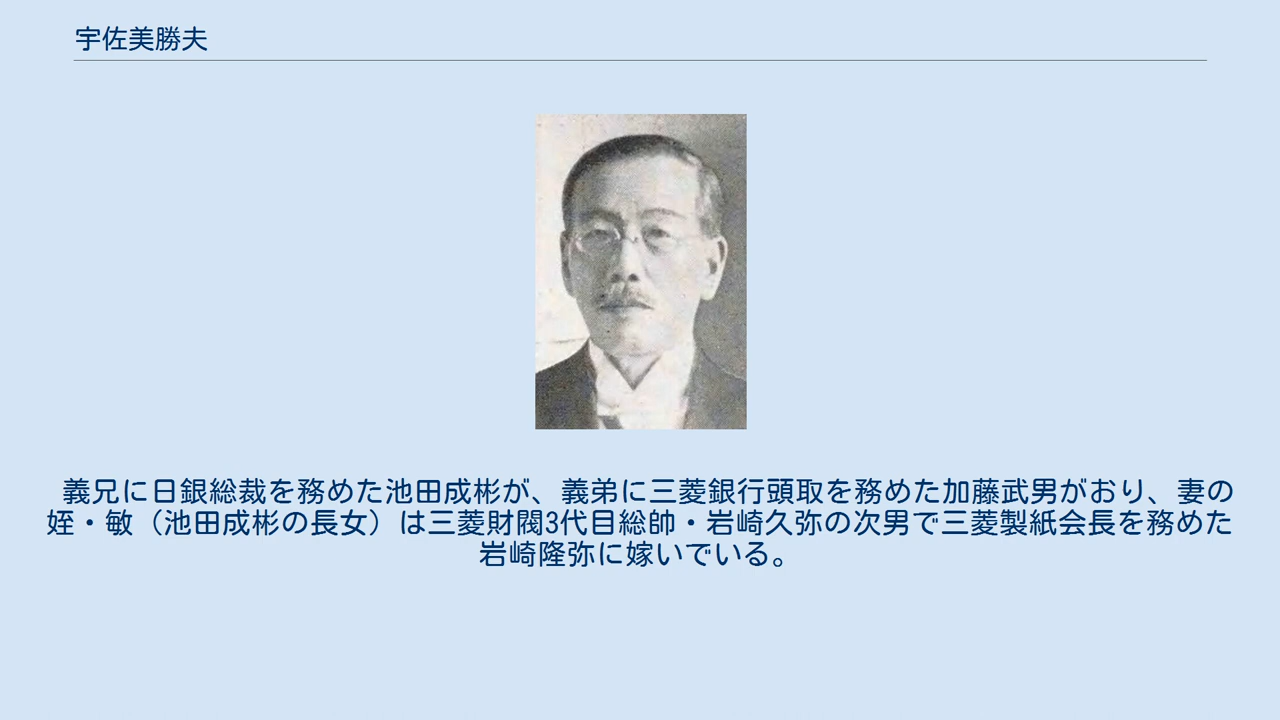 宇佐美勝夫
義兄に日銀総裁を務めた池田成彬が、義弟に三菱銀行頭取を務めた加藤武男がおり、妻の
姪・敏（池田成彬の長女）は三菱財閥3代目総帥・岩崎久弥の次男で三菱製紙会長を務めた
岩崎隆弥に嫁いでいる。